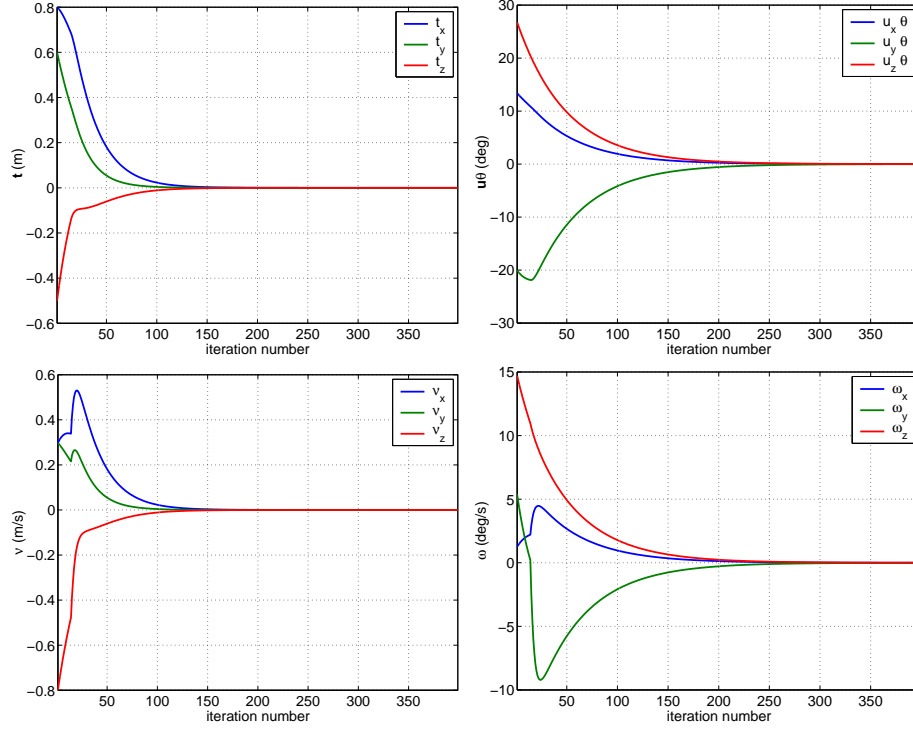 0.8
0.6
0.4
0.2
0
−0.2
−0.4
−0.6
t (m)
50 100 150 200 250 300 350
iteration number
t_x
t_y
t_z
30
20
10
0
−10
−20
−30
uθ (deg)
50 100 150 200 250 300 350
iteration number
u_x θ
u_y θ
u_z θ
0.6
0.4
0.2
0
−0.2
−0.4
−0.6
−0.8
ν (m/s)
50 100 150 200 250 300 350
iteration number
ν_x
ν_y
ν_z
15
10
5
0
−5
−10
ω (deg/s)
50 100 150 200 250 300 350
iteration number
ω_x
ω_y
ω_z